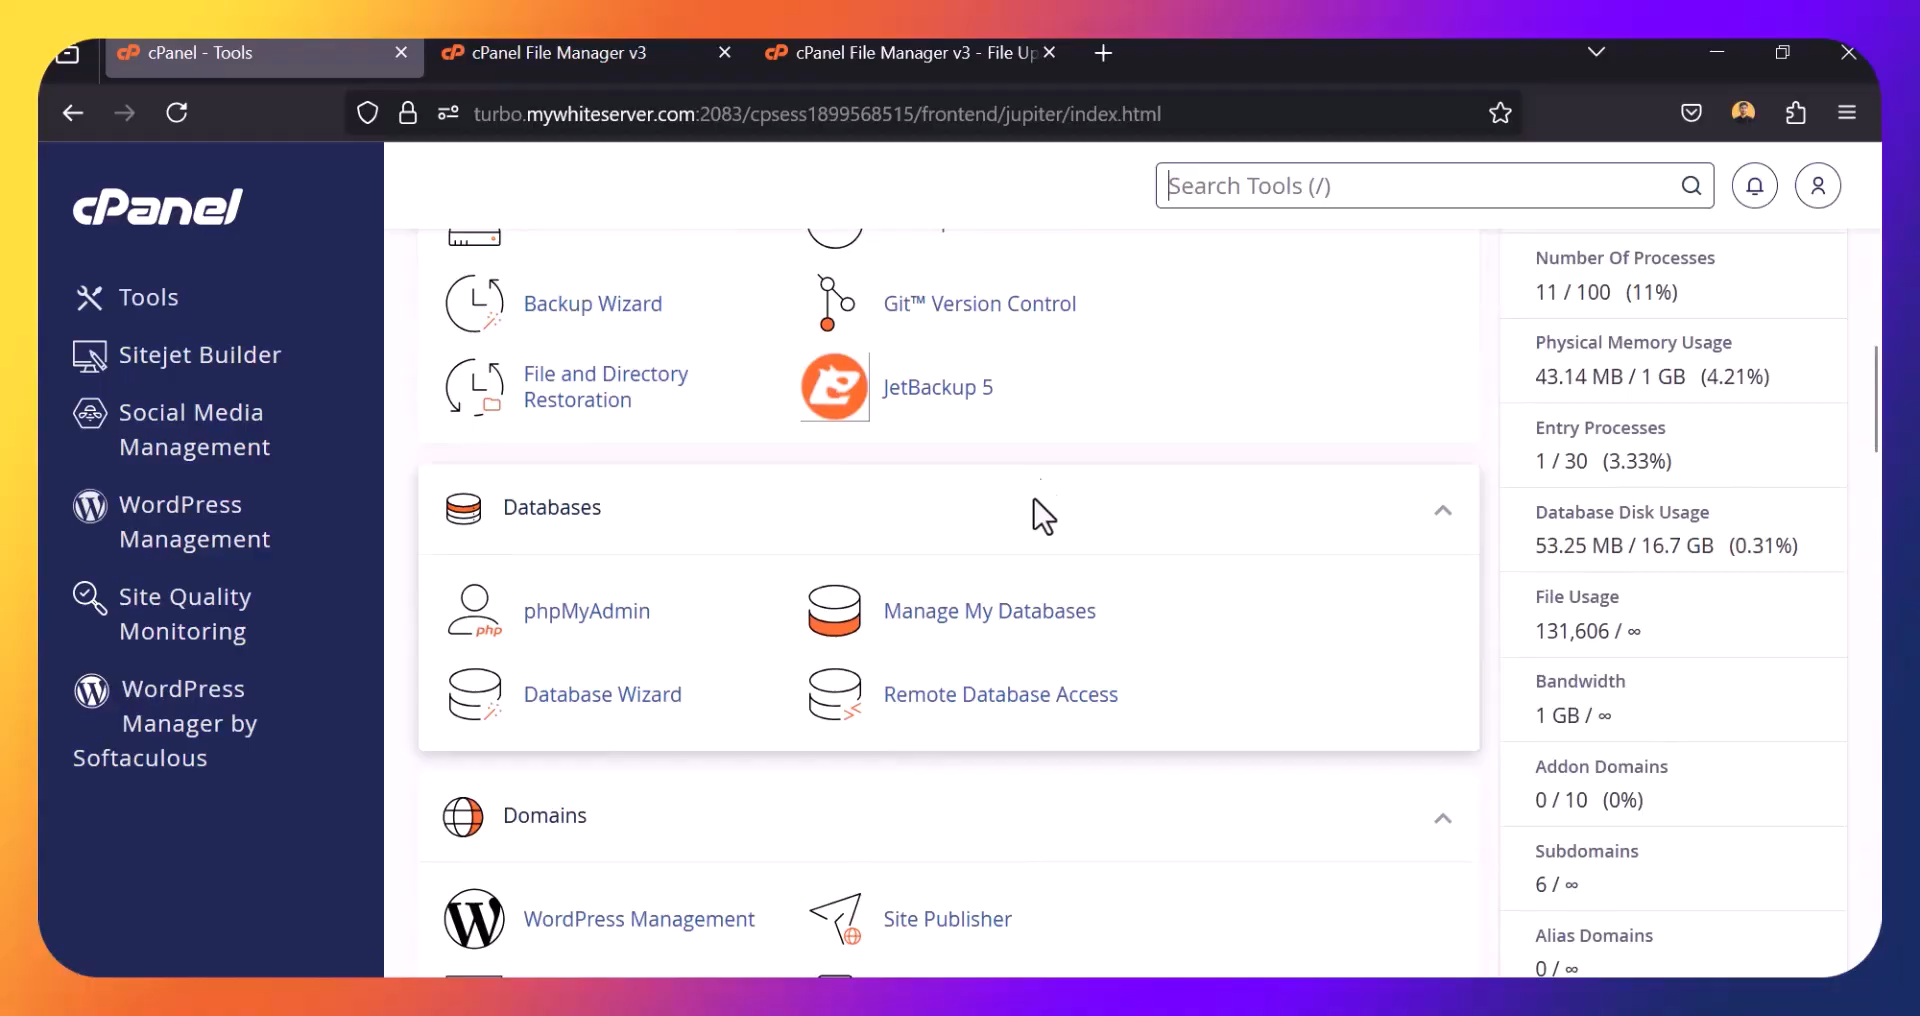 cPanel - Tools
cPanel File Manager v3
cPanel File Manager v3 - File Up
turbo.mywhiteserver.com:2083/cpsess1899568515/frontend/jupiter/index.html
cPanel
Search Tools (/)
Tools
Sitejet Builder
Social Media
Management
WordPress
Management
Site Quality
Monitoring
WordPress
Manager by
Softaculous
Backup Wizard
Git™ Version Control
File and Directory
Restoration
JetBackup 5
Databases
php
phpMyAdmin
Manage My Databases
Database Wizard
Remote Database Access
Domains
WordPress Management
Site Publisher
Number Of Processes
11 / 100 (11%)
Physical Memory Usage
43.14 MB / 1 GB (4.21%)
Entry Processes
1 / 30 (3.33%)
Database Disk Usage
53.25 MB / 16.7 GB (0.31%)
File Usage
131,606 / ∞
Bandwidth
1 GB / ∞
Addon Domains
0 / 10 (0%)
Subdomains
6 / ∞
Alias Domains
0 / ∞